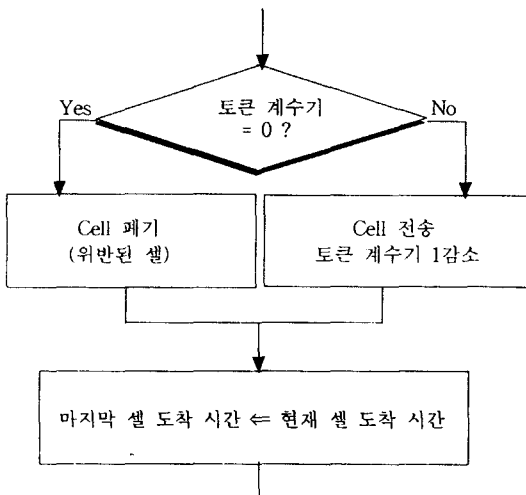 토큰 계수기
= 0 ?
Yes
No
Cell 폐기
(위반된 셀)
Cell 전송
토큰 계수기 1감소
마지막 셀 도착 시간 ⇐ 현재 셀 도착 시간